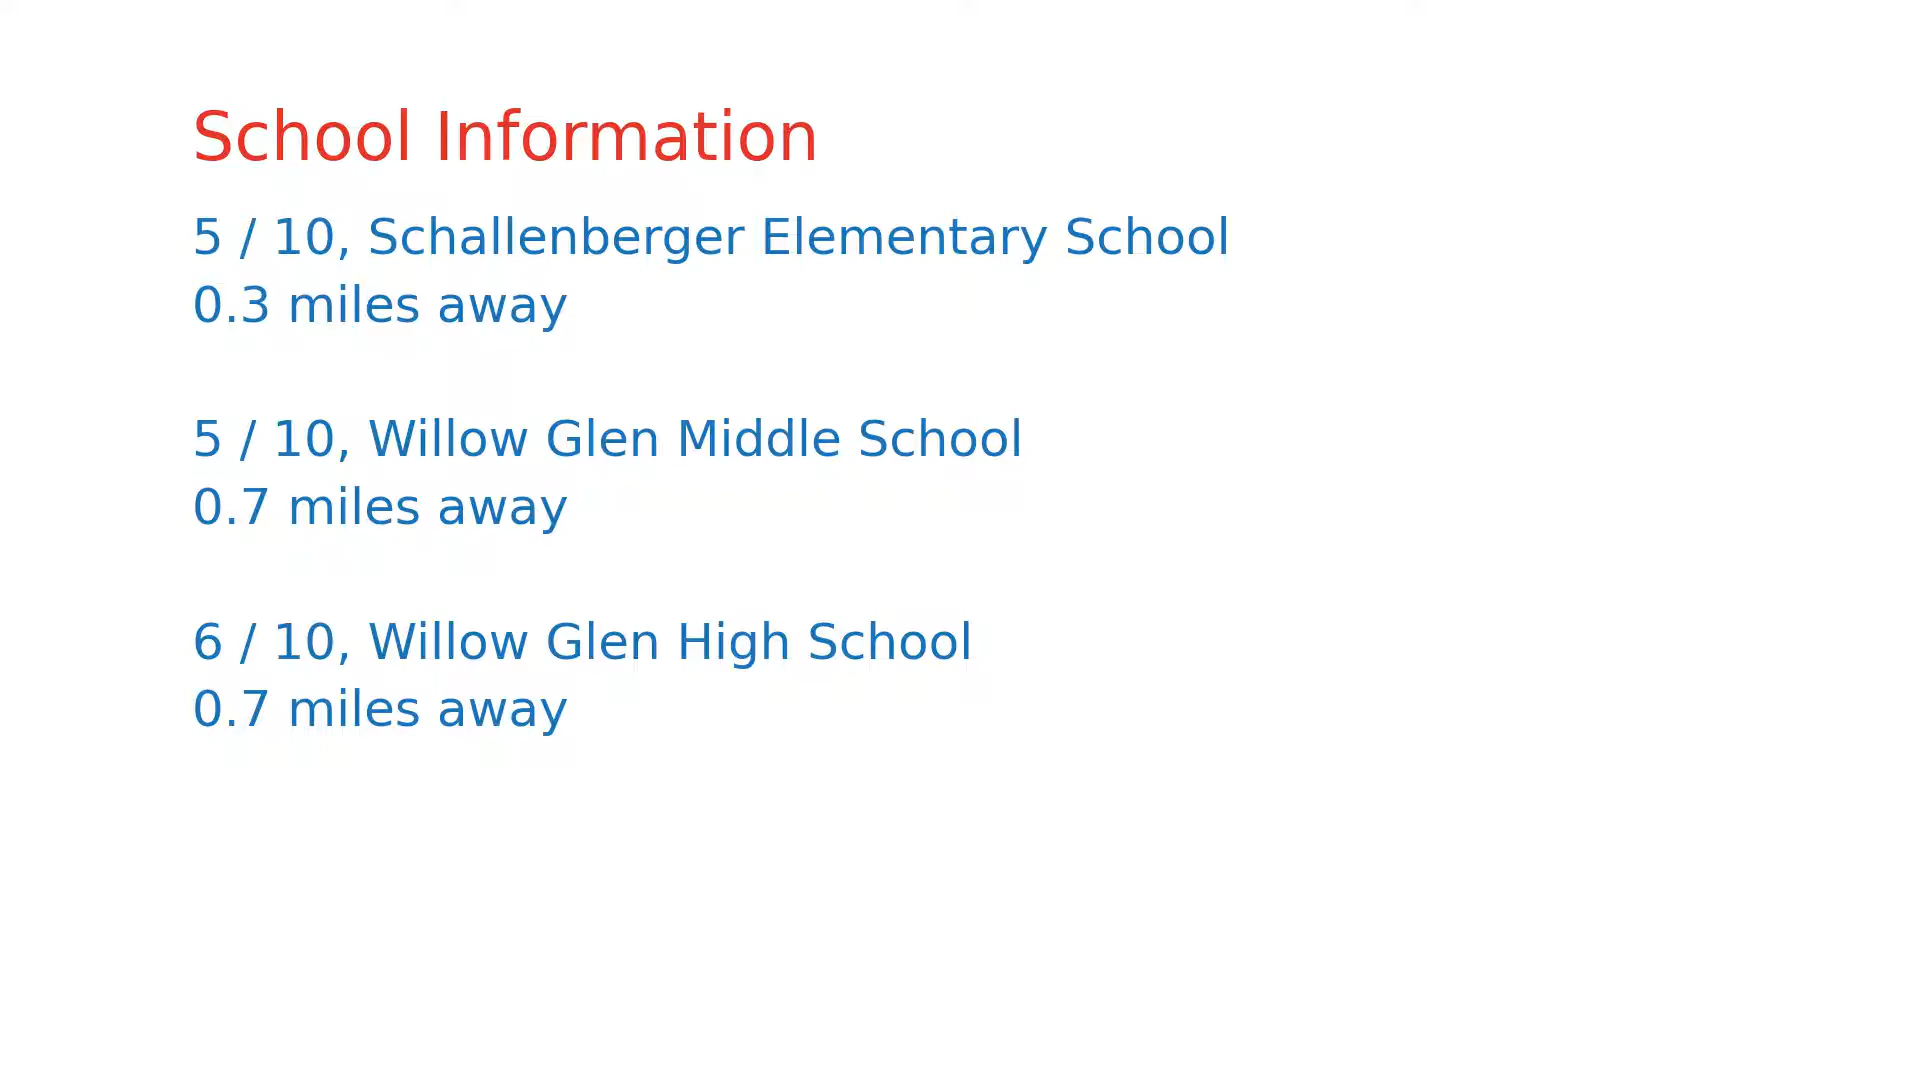 School Information
5 / 10, Schallenberger Elementary School
0.3 miles away
5 / 10, Willow Glen Middle School
0.7 miles away
6 / 10, Willow Glen High School
0.7 miles away